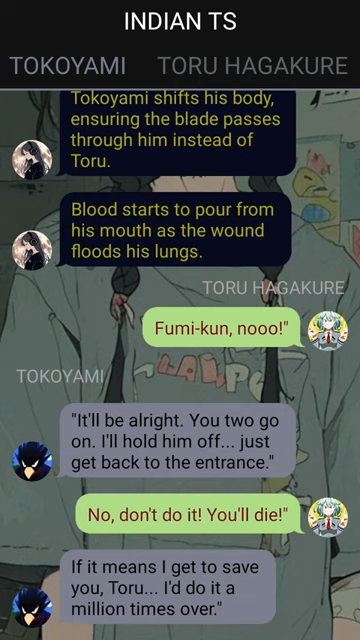 INDIAN TS
TOKOYAMI TORU HAGAKURE
Tokoyami shifts his body,
ensuring the blade passes
through him instead of
Toru.
Blood starts to pour from
his mouth as the wound
floods his lungs.
TORU HAGAKURE
Fumi-kun, nooo!"
TOKOYAMI
"It'll be alright. You two go
on. I'll hold him off... just
get back to the entrance."
No, don't do it! You'll die!"
If it means I get to save
you, Toru... I'd do it a
million times over."